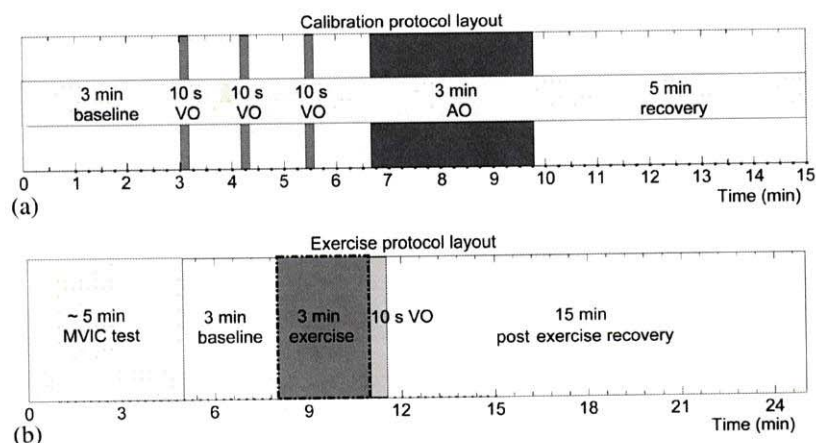 Calibration protocol layout
3 min 10 s 10 s 10 s 3 min 5 min
baseline VO VO VO AO recovery
0 1 2 3 4 5 6 7 8 9 10 11 12 13 14 15
Time (min)
(a)
Exercise protocol layout
~ 5 min 3 min 3 min 10 s VO 15 min
MVIC test baseline exercise post exercise recovery
0 3 6 9 12 15 18 21 24
Time (min)
(b)